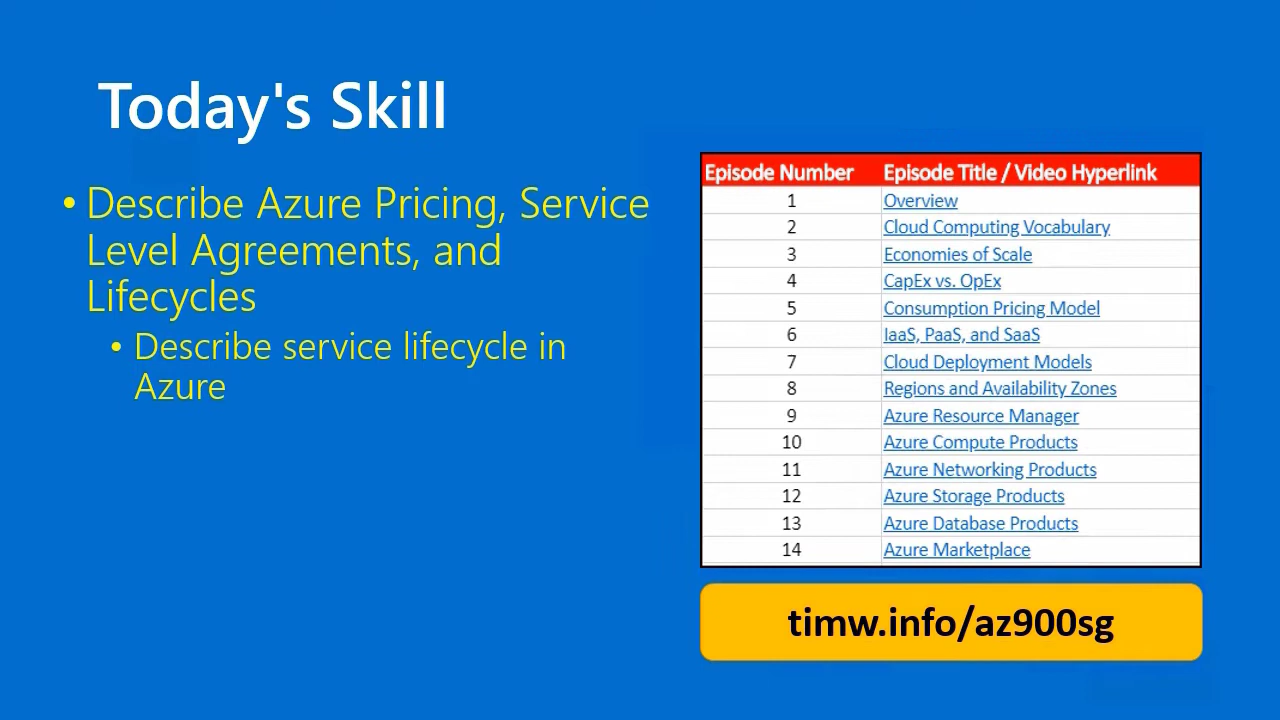 Today's Skill
• Describe Azure Pricing, Service
Level Agreements, and
Lifecycles
• Describe service lifecycle in
Azure
Episode Number Episode Title / Video Hyperlink
1 Overview
2 Cloud Computing Vocabulary
3 Economies of Scale
4 CapEx vs. OpEx
5 Consumption Pricing Model
6 IaaS, PaaS, and SaaS
7 Cloud Deployment Models
8 Regions and Availability Zones
9 Azure Resource Manager
10 Azure Compute Products
11 Azure Networking Products
12 Azure Storage Products
13 Azure Database Products
14 Azure Marketplace
timw.info/az900sg